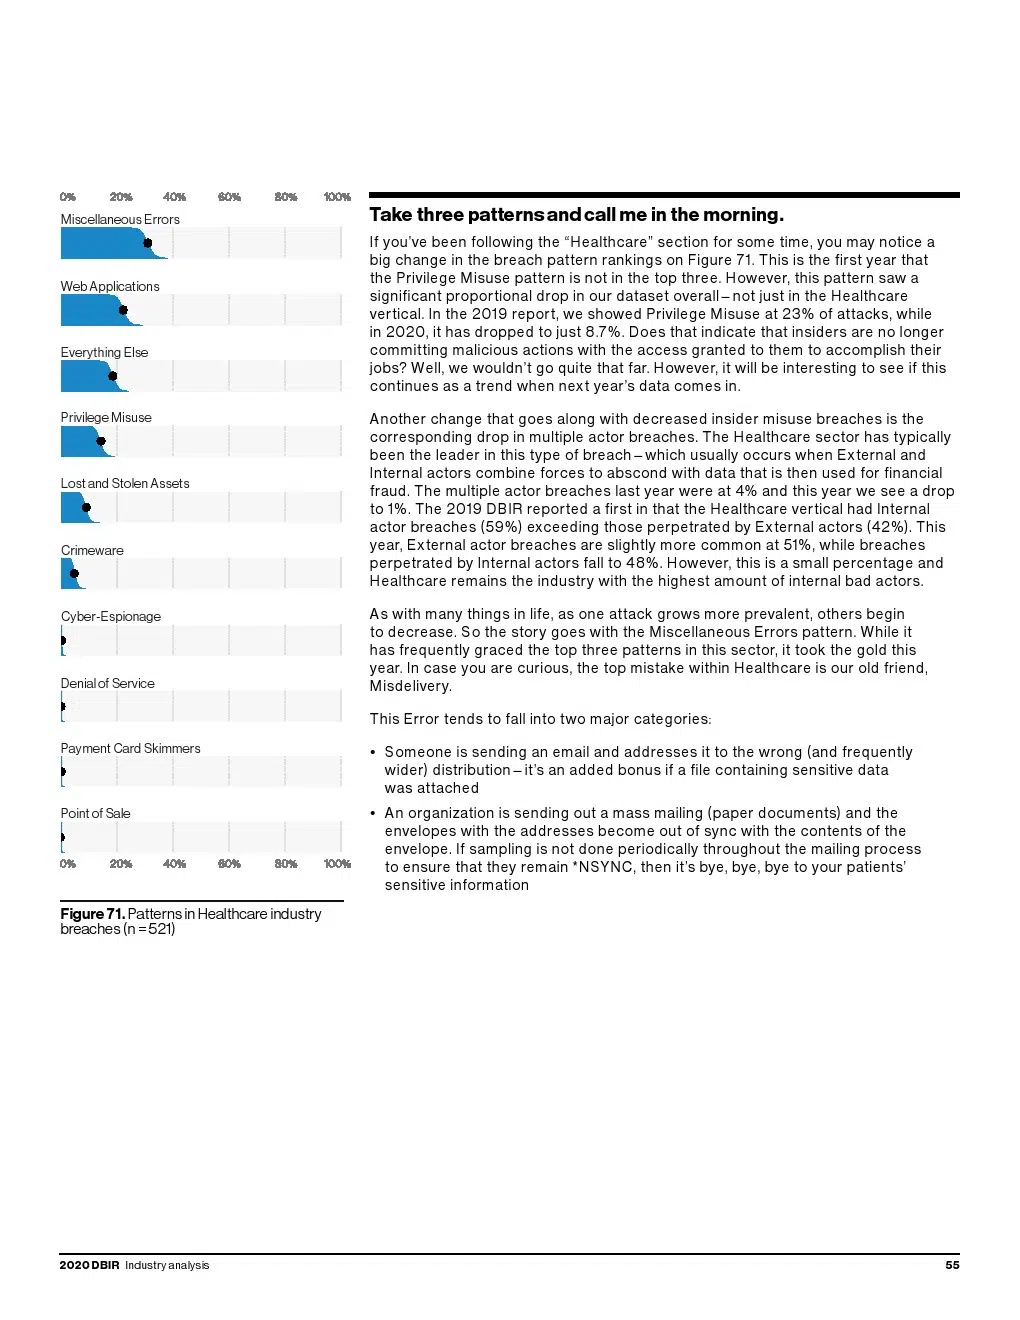 0% 20% 40% 60% 80% 100%
Miscellaneous Errors
Web Applications
Everything Else
Privilege Misuse
Lost and Stolen Assets
Crimeware
Cyber-Espionage
Denial of Service
Payment Card Skimmers
Point of Sale
0% 20% 40% 60% 80% 100%
Figure 71. Patterns in Healthcare industry
breaches (n = 521)
Take three patterns and call me in the morning.
If you’ve been following the “Healthcare” section for some time, you may notice a
big change in the breach pattern rankings on Figure 71. This is the first year that
the Privilege Misuse pattern is not in the top three. However, this pattern saw a
significant proportional drop in our dataset overall – not just in the Healthcare
vertical. In the 2019 report, we showed Privilege Misuse at 23% of attacks, while
in 2020, it has dropped to just 8.7%. Does that indicate that insiders are no longer
committing malicious actions with the access granted to them to accomplish their
jobs? Well, we wouldn’t go quite that far. However, it will be interesting to see if this
continues as a trend when next year’s data comes in.
Another change that goes along with decreased insider misuse breaches is the
corresponding drop in multiple actor breaches. The Healthcare sector has typically
been the leader in this type of breach – which usually occurs when External and
Internal actors combine forces to abscond with data that is then used for financial
fraud. The multiple actor breaches last year were at 4% and this year we see a drop
to 1%. The 2019 DBIR reported a first in that the Healthcare vertical had Internal
actor breaches (59%) exceeding those perpetrated by External actors (42%). This
year, External actor breaches are slightly more common at 51%, while breaches
perpetrated by Internal actors fall to 48%. However, this is a small percentage and
Healthcare remains the industry with the highest amount of internal bad actors.
As with many things in life, as one attack grows more prevalent, others begin
to decrease. So the story goes with the Miscellaneous Errors pattern. While it
has frequently graced the top three patterns in this sector, it took the gold this
year. In case you are curious, the top mistake within Healthcare is our old friend,
Misdelivery.
This Error tends to fall into two major categories:
• Someone is sending an email and addresses it to the wrong (and frequently
wider) distribution – it’s an added bonus if a file containing sensitive data
was attached
• An organization is sending out a mass mailing (paper documents) and the
envelopes with the addresses become out of sync with the contents of the
envelope. If sampling is not done periodically throughout the mailing process
to ensure that they remain *NSYNC, then it’s bye, bye, bye to your patients’
sensitive information
2020 DBIR Industry analysis 55